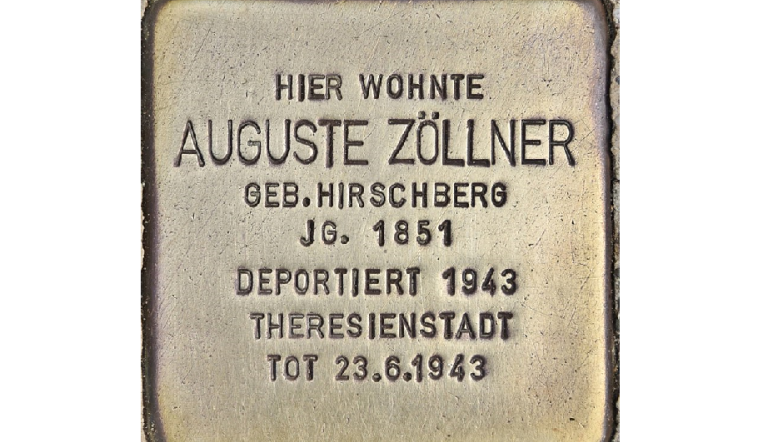 HIER WOHNTE
AUGUSTE ZÖLLNER
GEB.HIRSCHBERG
JG. 1851
DEPORTIERT 1943
THERESIENSTADT
TOT 23.6.1943